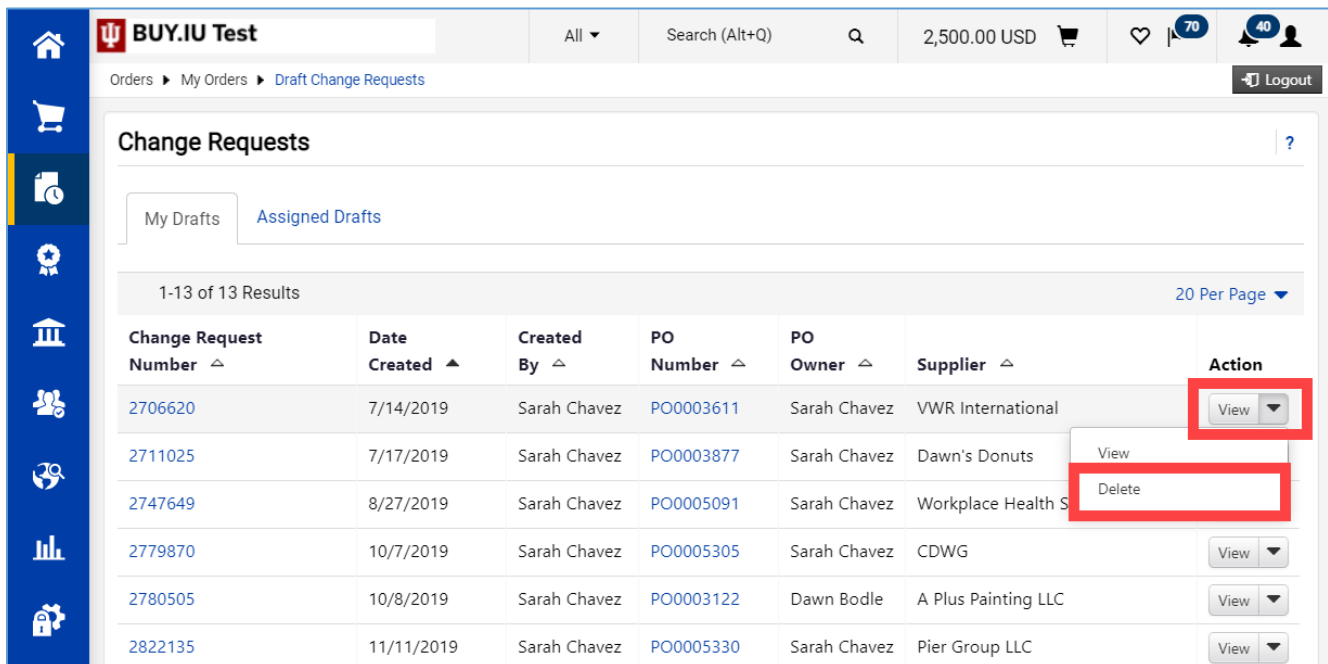 BUY.IU Test
All
Search (Alt+Q)
2,500.00 USD
70
40
Orders My Orders Draft Change Requests
Logout
Change Requests
?
My Drafts
Assigned Drafts
1-13 of 13 Results
20 Per Page
Change Request Number
Date Created
Created By
PO Number
PO Owner
Supplier
Action
2706620 7/14/2019 Sarah Chavez PO0003611 Sarah Chavez VWR International View
2711025 7/17/2019 Sarah Chavez PO0003877 Sarah Chavez Dawn's Donuts
View
2747649 8/27/2019 Sarah Chavez PO0005091 Sarah Chavez Workplace Health S
Delete
2779870 10/7/2019 Sarah Chavez PO0005305 Sarah Chavez CDWG View
2780505 10/8/2019 Sarah Chavez PO0003122 Dawn Bodle A Plus Painting LLC View
2822135 11/11/2019 Sarah Chavez PO0005330 Sarah Chavez Pier Group LLC View